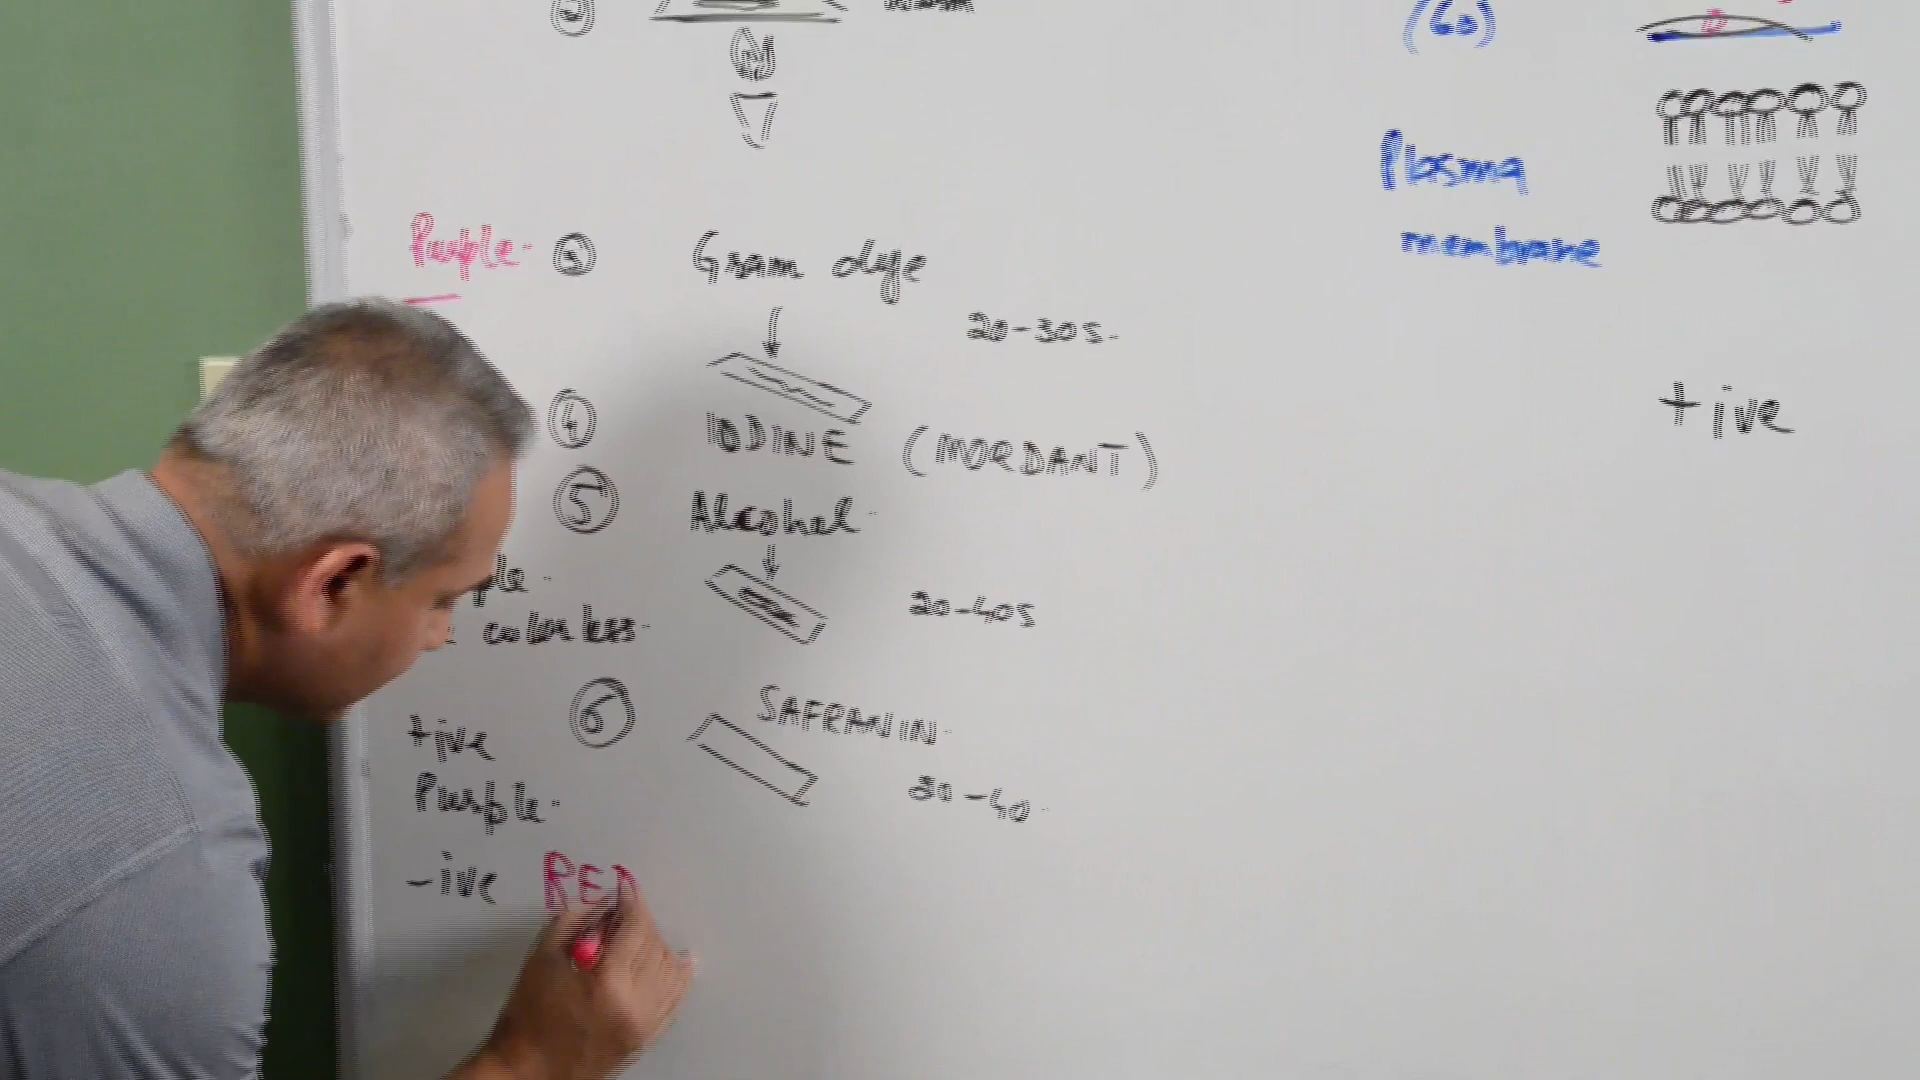 (60)
Plasma
membrane
+ive
Purple ③ Gram dye
20-30s
④ IODINE (MORDANT)
⑤ Alcohol
colorless 20-40s
⑥ SAFRANIN
+ive
Purple 20-40
-ive RED